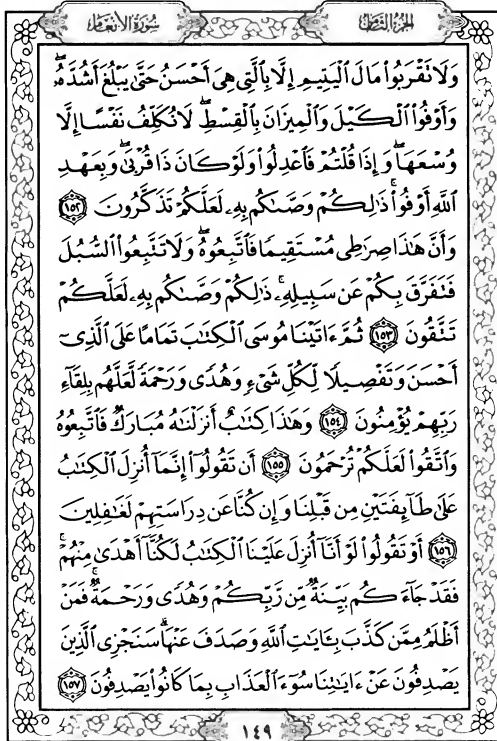 الجزء الثامن
سورة الأنعام
وَلَا تَقْرَبُوا۟ مَالَ ٱلْيَتِيمِ إِلَّا بِٱلَّتِى هِىَ أَحْسَنُ حَتَّىٰ يَبْلُغَ أَشُدَّهُۥۖ
وَأَوْفُوا۟ ٱلْكَيْلَ وَٱلْمِيزَانَ بِٱلْقِسْطِۖ لَا نُكَلِّفُ نَفْسًا إِلَّا
وُسْعَهَاۖ وَإِذَا قُلْتُمْ فَٱعْدِلُوا۟ وَلَوْ كَانَ ذَا قُرْبَىٰۖ وَبِعَهْدِ
ٱللَّهِ أَوْفُوا۟ۚ ذَٰلِكُمْ وَصَّىٰكُم بِهِۦ لَعَلَّكُمْ تَذَكَّرُونَ ١٥٢
وَأَنَّ هَٰذَا صِرَٰطِى مُسْتَقِيمًا فَٱتَّبِعُوهُۖ وَلَا تَتَّبِعُوا۟ ٱلسُّبُلَ
فَتَفَرَّقَ بِكُمْ عَن سَبِيلِهِۦۚ ذَٰلِكُمْ وَصَّىٰكُم بِهِۦ لَعَلَّكُمْ
تَتَّقُونَ ١٥٣ ثُمَّ ءَاتَيْنَا مُوسَى ٱلْكِتَٰبَ تَمَامًا عَلَى ٱلَّذِىٓ
أَحْسَنَ وَتَفْصِيلًا لِّكُلِّ شَىْءٍ وَهُدًى وَرَحْمَةً لَّعَلَّهُم بِلِقَآءِ
رَبِّهِمْ يُؤْمِنُونَ ١٥٤ وَهَٰذَا كِتَٰبٌ أَنزَلْنَٰهُ مُبَارَكٌ فَٱتَّبِعُوهُ
وَٱتَّقُوا۟ لَعَلَّكُمْ تُرْحَمُونَ ١٥٥ أَن تَقُولُوٓا۟ إِنَّمَآ أُنزِلَ ٱلْكِتَٰبُ
عَلَىٰ طَآئِفَتَيْنِ مِن قَبْلِنَا وَإِن كُنَّا عَن دِرَاسَتِهِمْ لَغَٰفِلِينَ
١٥٦ أَوْ تَقُولُوا۟ لَوْ أَنَّآ أُنزِلَ عَلَيْنَا ٱلْكِتَٰبُ لَكُنَّآ أَهْدَىٰ مِنْهُمْۚ
فَقَدْ جَآءَكُم بَيِّنَةٌ مِّن رَّبِّكُمْ وَهُدًى وَرَحْمَةٌۚ فَمَنْ
أَظْلَمُ مِمَّن كَذَّبَ بِـَٔايَٰتِ ٱللَّهِ وَصَدَفَ عَنْهَاۗ سَنَجْزِى ٱلَّذِينَ
يَصْدِفُونَ عَنْ ءَايَٰتِنَا سُوٓءَ ٱلْعَذَابِ بِمَا كَانُوا۟ يَصْدِفُونَ ١٥٧
١٤٩